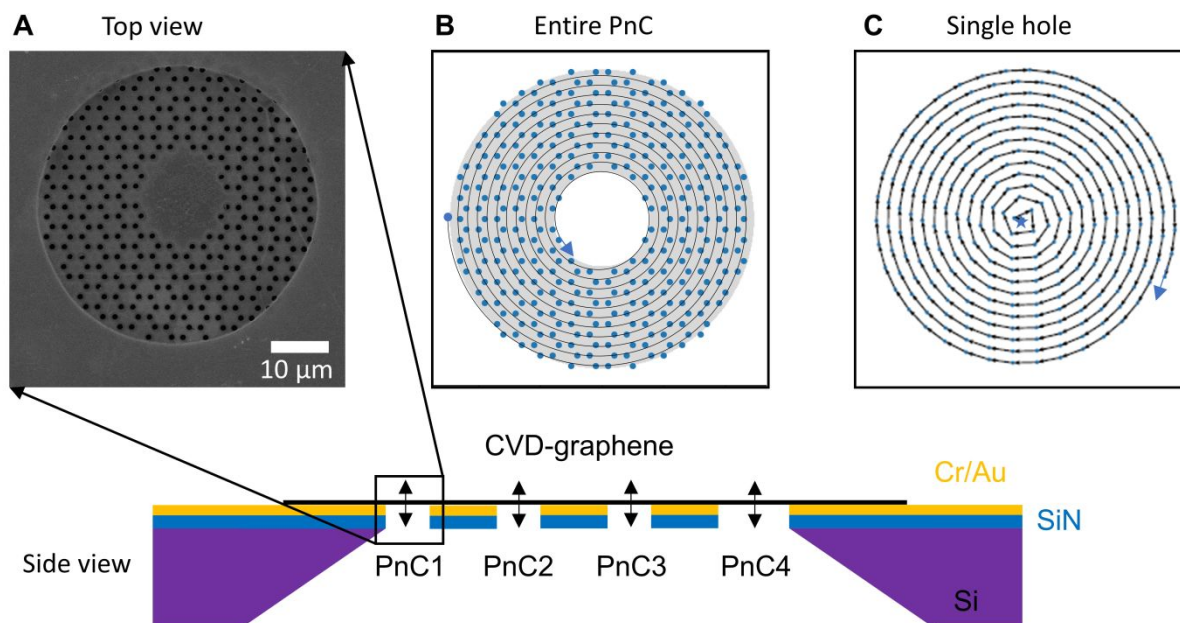 A Top view
B Entire PnC
C Single hole
10 µm
CVD-graphene
Cr/Au
SiN
Side view
PnC1 PnC2 PnC3 PnC4
Si